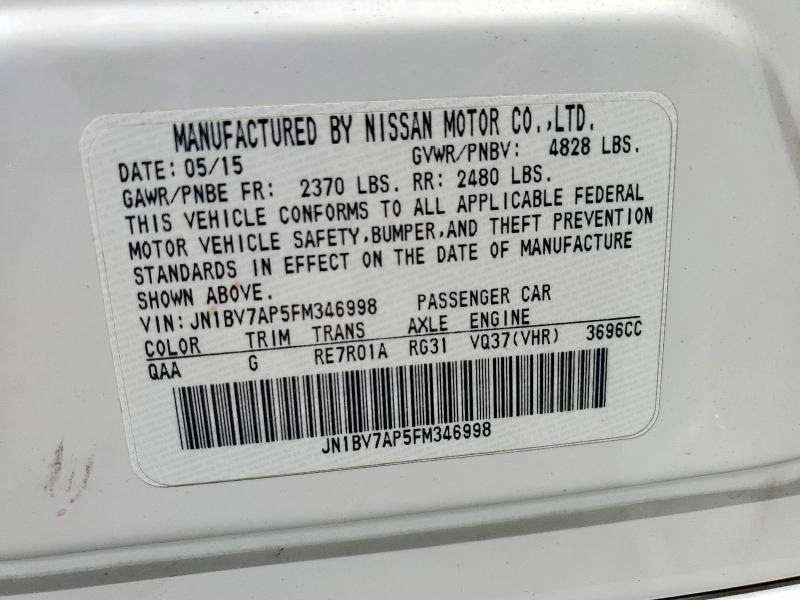 MANUFACTURED BY NISSAN MOTOR CO.,LTD.
DATE: 05/15 GVWR/PNBV: 4828 LBS.
GAWR/PNBE FR: 2370 LBS. RR: 2480 LBS.
THIS VEHICLE CONFORMS TO ALL APPLICABLE FEDERAL
MOTOR VEHICLE SAFETY,BUMPER,AND THEFT PREVENTION
STANDARDS IN EFFECT ON THE DATE OF MANUFACTURE
SHOWN ABOVE.
VIN: JN1BV7AP5FM346998 PASSENGER CAR
COLOR TRIM TRANS AXLE ENGINE
QAA G RE7R01A RG31 VQ37(VHR) 3696CC
JN1BV7AP5FM346998